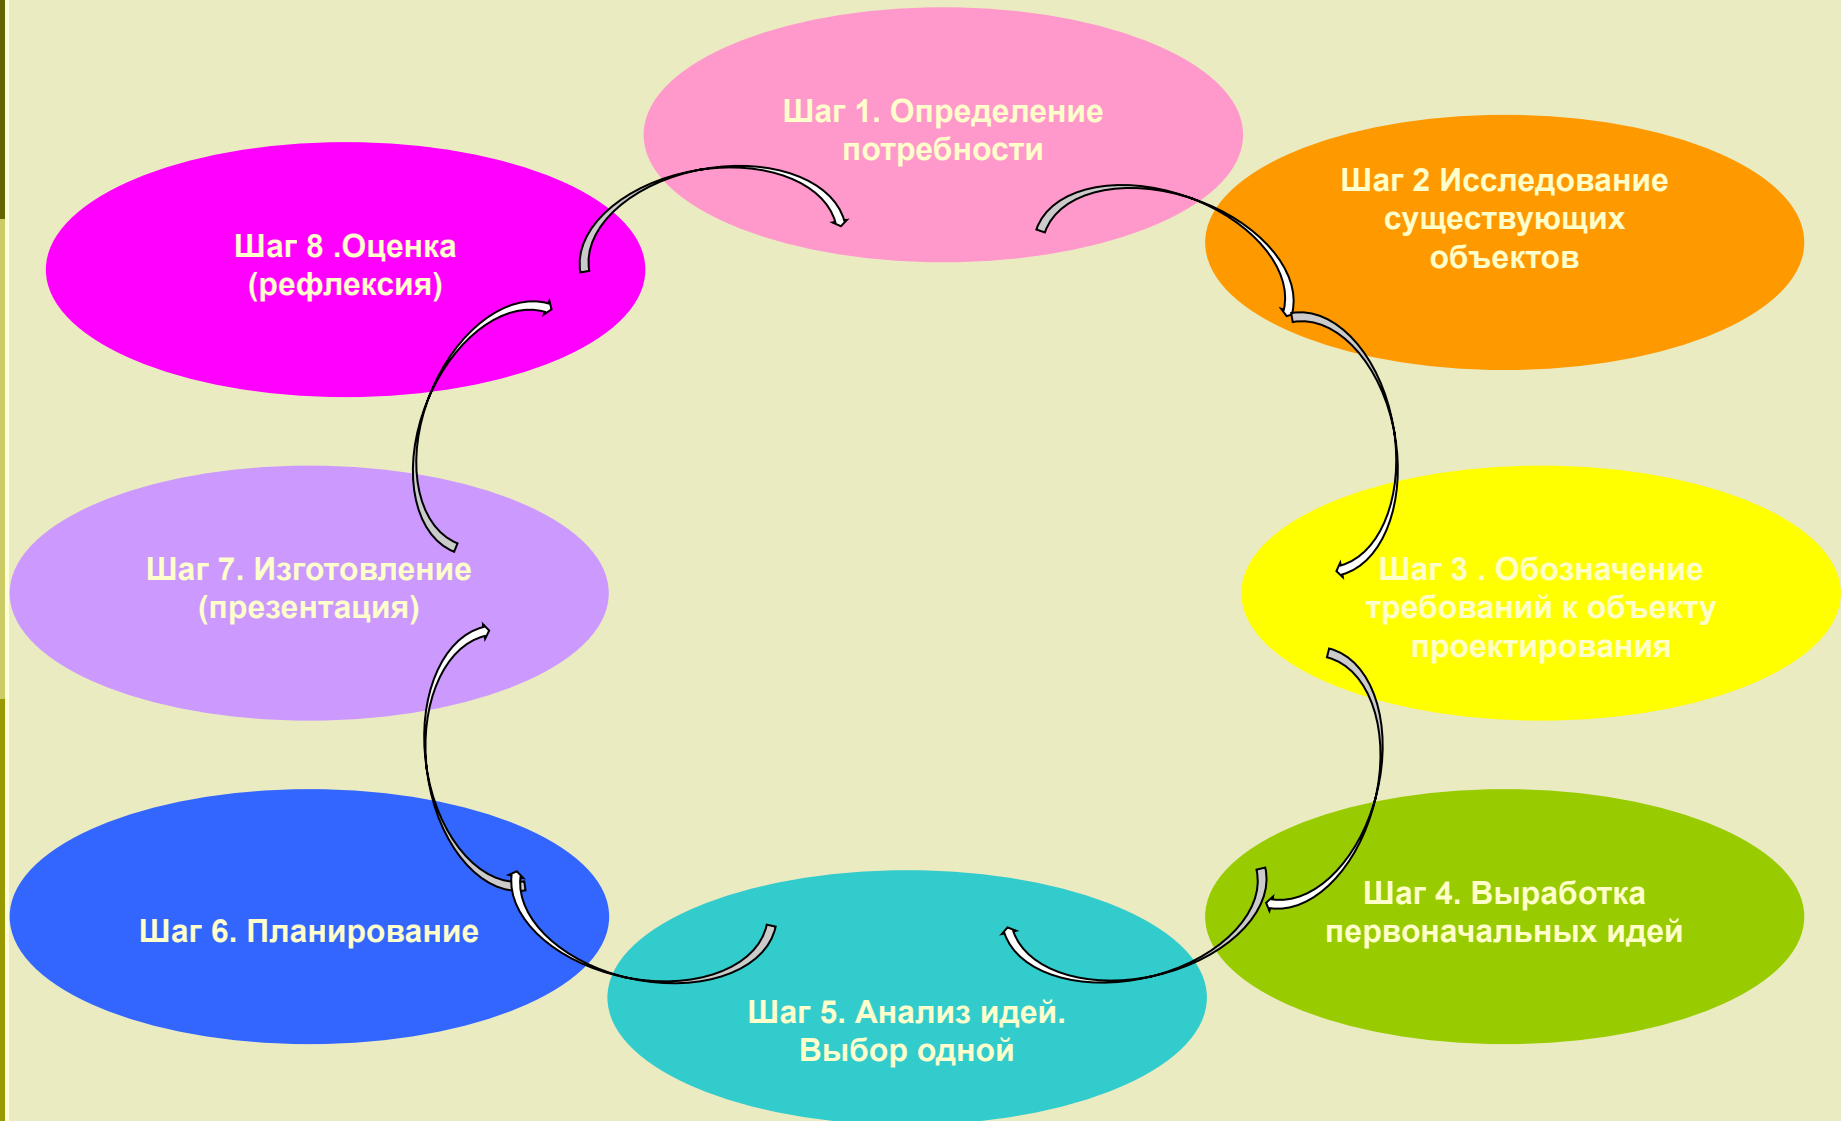 Шаг 1. Определение
потребности
Шаг 2 Исследование
существующих
объектов
Шаг 3 . Обозначение
требований к объекту
проектирования
Шаг 4. Выработка
первоначальных идей
Шаг 5. Анализ идей.
Выбор одной
Шаг 6. Планирование
Шаг 7. Изготовление
(презентация)
Шаг 8 .Оценка
(рефлексия)